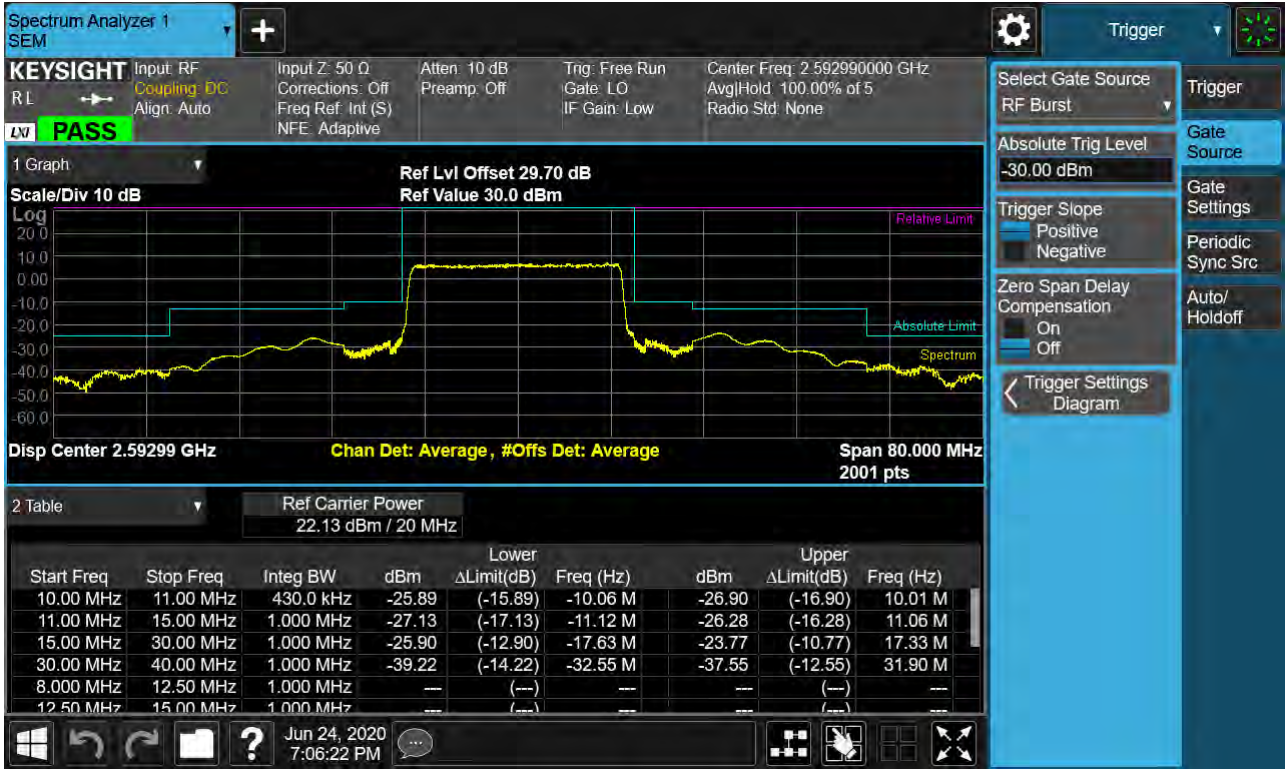 Spectrum Analyzer 1
SEM
Trigger
KEYSIGHT
R L
LXI
PASS
Input: RF
Coupling: DC
Align: Auto
Input Z: 50 Ω
Corrections: Off
Freq Ref: Int (S)
NFE: Adaptive
Atten: 10 dB
Preamp: Off
Trig: Free Run
Gate: LO
IF Gain: Low
Center Freq: 2.592990000 GHz
Avg|Hold: 100.00% of 5
Radio Std: None
1 Graph
Scale/Div 10 dB
Ref Lvl Offset 29.70 dB
Ref Value 30.0 dBm
Log
20.0
10.0
0.00
-10.0
-20.0
-30.0
-40.0
-50.0
-60.0
Relative Limit
Absolute Limit
Spectrum
Disp Center 2.59299 GHz
Chan Det: Average, #Offs Det: Average
Span 80.000 MHz
2001 pts
2 Table
Ref Carrier Power
22.13 dBm / 20 MHz
Lower Upper
Start Freq Stop Freq Integ BW dBm ΔLimit(dB) Freq (Hz) dBm ΔLimit(dB) Freq (Hz)
10.00 MHz 11.00 MHz 430.0 kHz -25.89 (-15.89) -10.06 M -26.90 (-16.90) 10.01 M
11.00 MHz 15.00 MHz 1.000 MHz -27.13 (-17.13) -11.12 M -26.28 (-16.28) 11.06 M
15.00 MHz 30.00 MHz 1.000 MHz -25.90 (-12.90) -17.63 M -23.77 (-10.77) 17.33 M
30.00 MHz 40.00 MHz 1.000 MHz -39.22 (-14.22) -32.55 M -37.55 (-12.55) 31.90 M
8.000 MHz 12.50 MHz 1.000 MHz --- (---) --- --- (---) ---
12.50 MHz 15.00 MHz 1.000 MHz --- (---) --- --- (---) ---
Jun 24, 2020
7:06:22 PM
Select Gate Source
RF Burst
Absolute Trig Level
-30.00 dBm
Trigger Slope
Positive
Negative
Zero Span Delay
Compensation
On
Off
Trigger Settings
Diagram
Trigger
Gate
Source
Gate
Settings
Periodic
Sync Src
Auto/
Holdoff